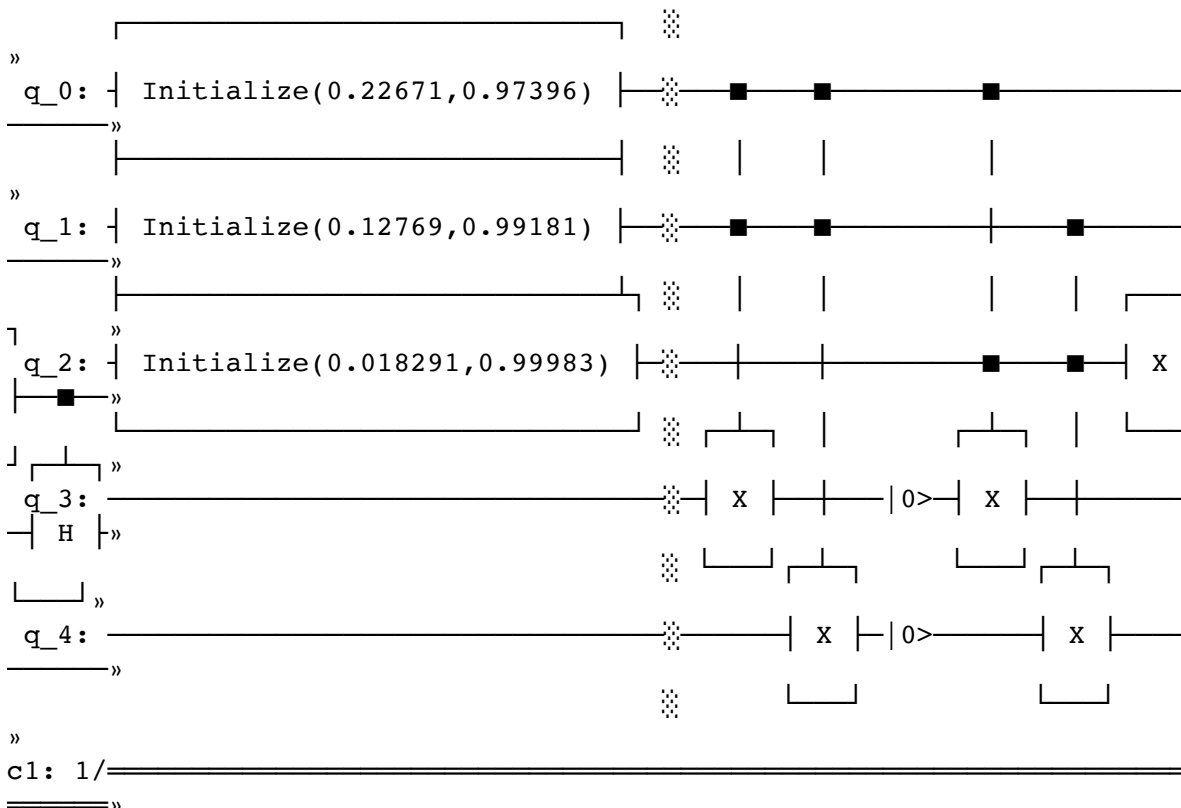 »
q_0: Initialize(0.22671,0.97396)
»
»
q_1: Initialize(0.12769,0.99181)
»
»
q_2: Initialize(0.018291,0.99983) X
»
»
q_3: X |0> X
H »
»
q_4: X |0> X
»
»
c1: 1/
»